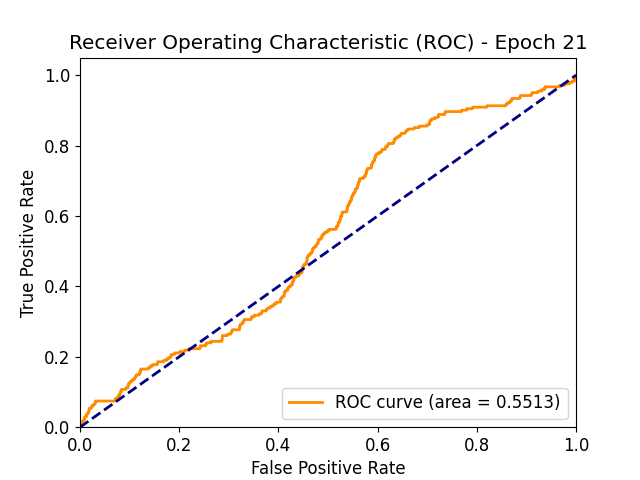 Receiver Operating Characteristic (ROC) - Epoch 21
1.0
0.8
0.6
0.4
0.2
0.0
True Positive Rate
ROC curve (area = 0.5513)
0.0 0.2 0.4 0.6 0.8 1.0
False Positive Rate